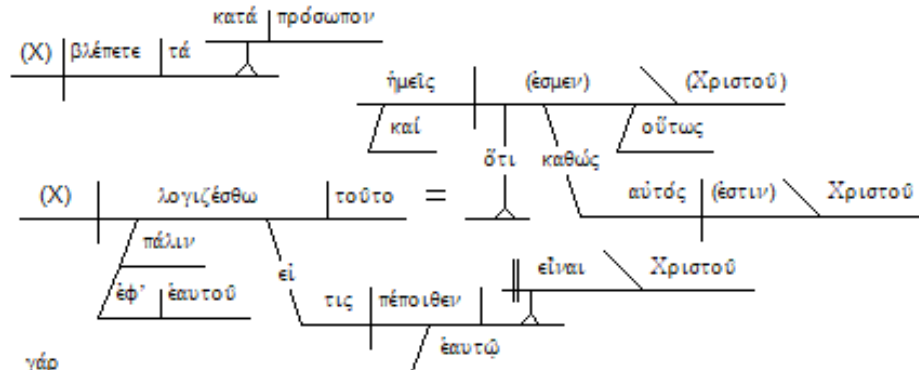 κατά πρόσωπον
(X) βλέπετε τά
ἡμεῖς (ἐσμεν) (Χριστοῦ)
καί οὕτως
ὅτι καθώς
(X) λογιζέσθω τοῦτο = αὐτός (ἐστιν) Χριστοῦ
πάλιν
εἰ εἶναι Χριστοῦ
ἐφ' ἑαυτοῦ
τις πέποιθεν
ἑαυτῷ
γάρ